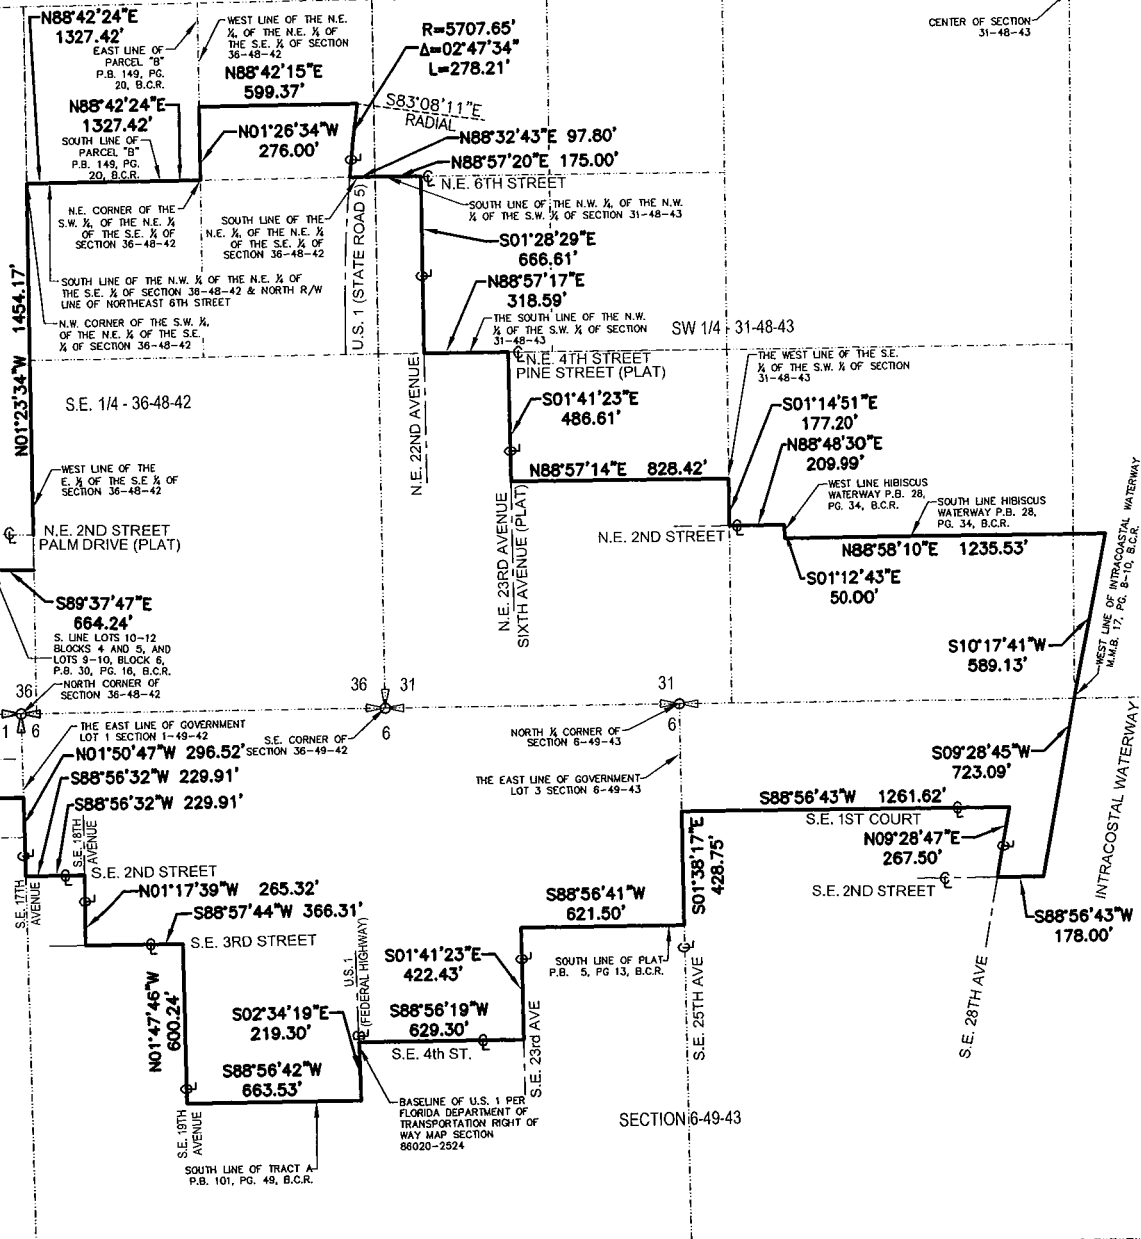 N88°42'24"E
1327.42'
EAST LINE OF
PARCEL "B"
P.B. 149, PG.
20, B.C.R.
WEST LINE OF THE N.E.
¼, OF THE N.E. ¼ OF
THE S.E. ¼ OF SECTION
36-48-42
N88°42'15"E
599.37'
R=5707.65'
Δ=02°47'34"
L=278.21'
CENTER OF SECTION
31-48-43
N88°42'24"E
1327.42'
SOUTH LINE OF
PARCEL "B"
P.B. 149, PG.
20, B.C.R.
N01°26'34"W
276.00'
S83°08'11"E
RADIAL
N88°32'43"E 97.80'
N88°57'20"E 175.00'
N.E. 6TH STREET
N.E. CORNER OF THE
S.W. ¼, OF THE N.E. ¼
OF THE S.E. ¼ OF
SECTION 36-48-42
SOUTH LINE OF THE
N.E. ¼, OF THE N.E. ¼
OF THE S.E. ¼ OF
SECTION 36-48-42
U.S. 1 (STATE ROAD 5)
SOUTH LINE OF THE N.W. ¼, OF THE N.W.
¼ OF THE S.W. ¼ OF SECTION 31-48-43
S01°28'29"E
666.61'
N88°57'17"E
318.59'
SOUTH LINE OF THE N.W. ¼ OF THE N.E. ¼ OF
THE S.E. ¼ OF SECTION 36-48-42 & NORTH R/W
LINE OF NORTHEAST 6TH STREET
N01°23'34"W 1454.17'
N.W. CORNER OF THE S.W. ¼,
OF THE N.E. ¼ OF THE S.E.
¼ OF SECTION 36-48-42
THE SOUTH LINE OF THE N.W.
¼ OF THE S.W. ¼ OF SECTION
31-48-43
SW 1/4 - 31-48-43
N.E. 4TH STREET
PINE STREET (PLAT)
THE WEST LINE OF THE S.E.
¼ OF THE S.W. ¼ OF SECTION
31-48-43
S.E. 1/4 - 36-48-42
N.E. 22ND AVENUE
S01°41'23"E
486.61'
S01°14'51"E
177.20'
N88°48'30"E
209.99'
WEST LINE OF THE
E. ½ OF THE S.E ¼ OF
SECTION 36-48-42
N88°57'14"E 828.42'
WEST LINE HIBISCUS
WATERWAY P.B. 28,
PG. 34, B.C.R.
SOUTH LINE HIBISCUS
WATERWAY P.B. 28,
PG. 34, B.C.R.
N.E. 2ND STREET
PALM DRIVE (PLAT)
N.E. 23RD AVENUE
SIXTH AVENUE (PLAT)
N.E. 2ND STREET
N88°58'10"E 1235.53'
S01°12'43"E
50.00'
WEST LINE OF INTRACOASTAL WATERWAY
M.M.B. 17, PG. 8-10, B.C.R.
S89°37'47"E
664.24'
S. LINE LOTS 10-12
BLOCKS 4 AND 5, AND
LOTS 9-10, BLOCK 6,
P.B. 30, PG. 16, B.C.R.
S10°17'41"W
589.13'
36
NORTH CORNER OF
SECTION 36-48-42
36 31
31
1 6
6
6
THE EAST LINE OF GOVERNMENT
LOT 1 SECTION 1-49-42
S.E. CORNER OF
SECTION 36-49-42
NORTH ¼ CORNER OF
SECTION 6-49-43
N01°50'47"W 296.52'
S88°56'32"W 229.91'
S88°56'32"W 229.91'
THE EAST LINE OF GOVERNMENT
LOT 3 SECTION 6-49-43
S09°28'45"W
723.09'
INTRACOSTAL WATERWAY
S88°56'43"W 1261.62'
S.E. 1ST COURT
N09°28'47"E
267.50'
S.E. 18TH
AVENUE
S.E. 2ND STREET
S.E. 17TH
AVENUE
N01°17'39"W 265.32'
S88°57'44"W 366.31'
S.E. 3RD STREET
S01°38'17"E
428.75'
S88°56'41"W
621.50'
S.E. 2ND STREET
S88°56'43"W
178.00'
U.S. 1
(FEDERAL HIGHWAY)
S01°41'23"E
422.43'
SOUTH LINE OF PLAT
P.B. 5, PG 13, B.C.R.
N01°47'46"W
600.24'
S02°34'19"E
219.30'
S88°56'19"W
629.30'
S.E. 4th ST.
S.E. 23rd AVE
S.E. 25TH AVE
S.E. 28TH AVE
S88°56'42"W
663.53'
BASELINE OF U.S. 1 PER
FLORIDA DEPARTMENT OF
TRANSPORTATION RIGHT OF
WAY MAP SECTION
86020-2524
SECTION 6-49-43
S.E. 19TH
AVENUE
SOUTH LINE OF TRACT A
P.B. 101, PG. 49, B.C.R.